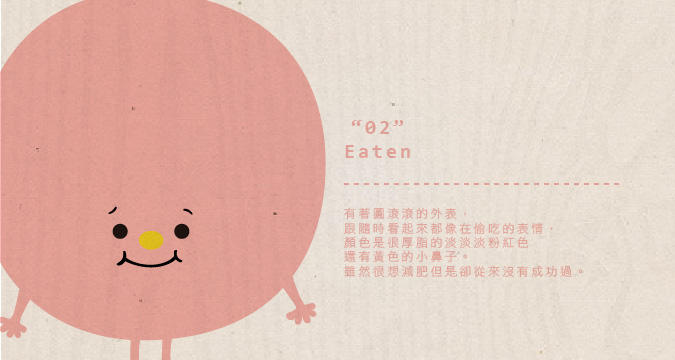 “02”
Eaten
有著圓滾滾的外表，
跟隨時看起來都像在偷吃的表情，
顏色是很厚脂的淡淡淡粉紅色
還有黃色的小鼻子。
雖然很想減肥但是卻從來沒有成功過。